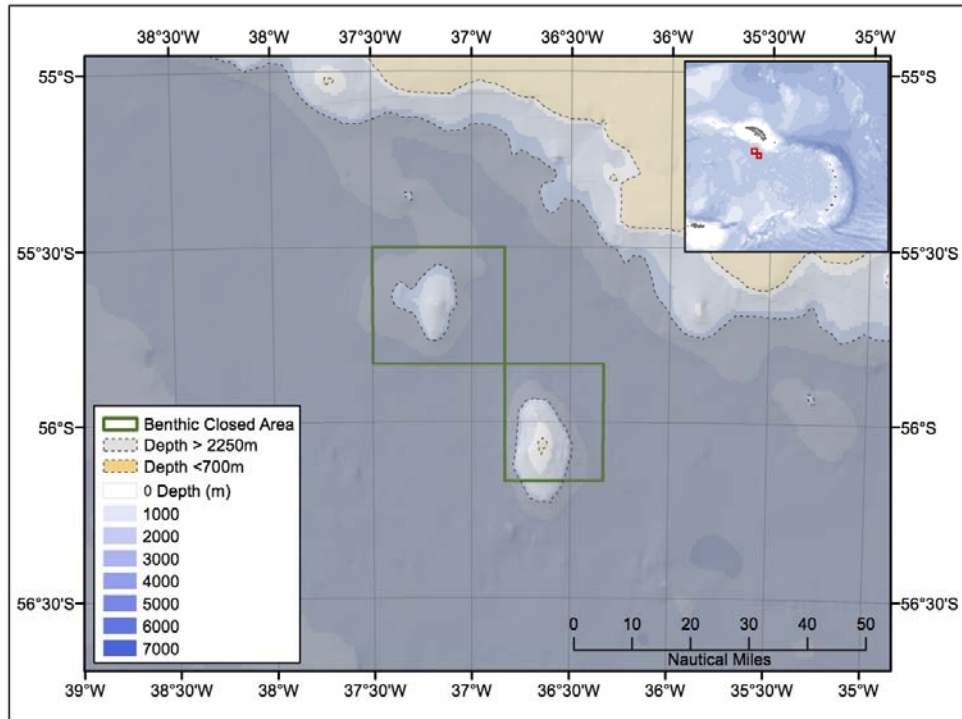 38°30'W 38°W 37°30'W 37°W 36°30'W 36°W 35°30'W 35°W
55°S 55°S
55°30'S 55°30'S
56°S 56°S
56°30'S 56°30'S
Benthic Closed Area
Depth > 2250m
Depth <700m
0 Depth (m)
1000
2000
3000
4000
5000
6000
7000
0 10 20 30 40 50
Nautical Miles
39°W 38°30'W 38°W 37°30'W 37°W 36°30'W 36°W 35°30'W 35°W